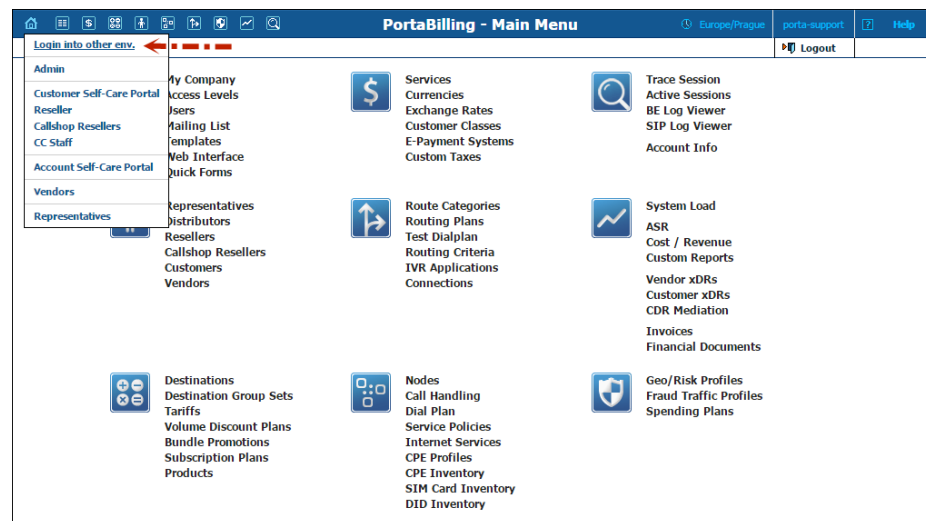 PortaBilling - Main Menu
Europe/Prague
porta-support
?
Help
Logout
Login into other env.
Admin
Customer Self-Care Portal
Reseller
Callshop Resellers
CC Staff
Account Self-Care Portal
Vendors
Representatives
My Company
Access Levels
Users
Mailing List
Templates
Web Interface
Quick Forms
Services
Currencies
Exchange Rates
Customer Classes
E-Payment Systems
Custom Taxes
Trace Session
Active Sessions
BE Log Viewer
SIP Log Viewer
Account Info
Representatives
Distributors
Resellers
Callshop Resellers
Customers
Vendors
Route Categories
Routing Plans
Test Dialplan
Routing Criteria
IVR Applications
Connections
System Load
ASR
Cost / Revenue
Custom Reports
Vendor xDRs
Customer xDRs
CDR Mediation
Invoices
Financial Documents
Destinations
Destination Group Sets
Tariffs
Volume Discount Plans
Bundle Promotions
Subscription Plans
Products
Nodes
Call Handling
Dial Plan
Service Policies
Internet Services
CPE Profiles
CPE Inventory
SIM Card Inventory
DID Inventory
Geo/Risk Profiles
Fraud Traffic Profiles
Spending Plans